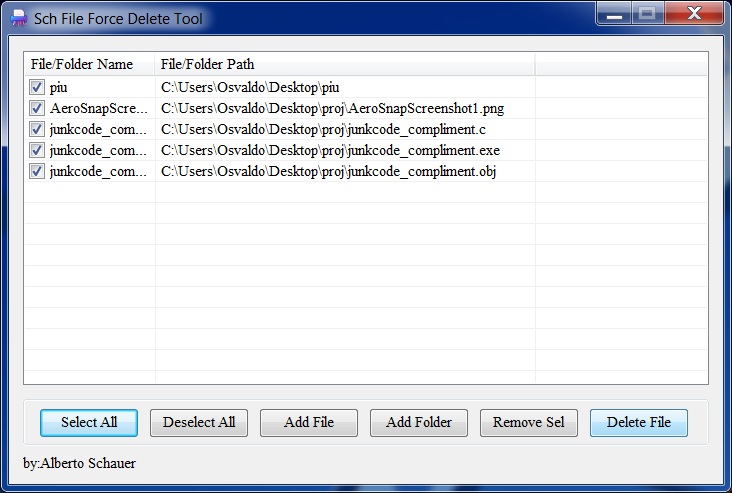 Sch File Force Delete Tool
File/Folder Name File/Folder Path
piu C:\Users\Osvaldo\Desktop\piu
AeroSnapScre... C:\Users\Osvaldo\Desktop\proj\AeroSnapScreenshot1.png
junkcode_com... C:\Users\Osvaldo\Desktop\proj\junkcode_compliment.c
junkcode_com... C:\Users\Osvaldo\Desktop\proj\junkcode_compliment.exe
junkcode_com... C:\Users\Osvaldo\Desktop\proj\junkcode_compliment.obj
Select All Deselect All Add File Add Folder Remove Sel Delete File
by:Alberto Schauer